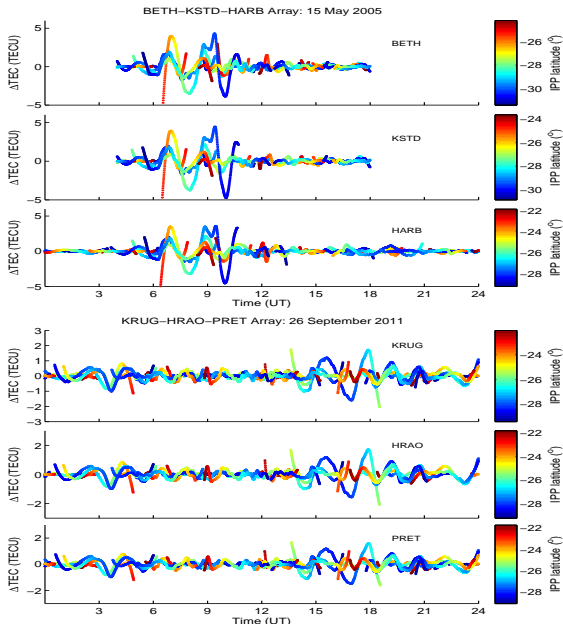 BETH−KSTD−HARB Array: 15 May 2005
BETH
ΔTEC (TECU)
5
0
−5
−26
−28
−30
IPP latitude (°)
KSTD
ΔTEC (TECU)
5
0
−5
−24
−26
−28
−30
IPP latitude (°)
HARB
ΔTEC (TECU)
5
0
−5
−22
−24
−26
−28
IPP latitude (°)
3 6 9 12 15 18 21 24
Time (UT)
KRUG−HRAO−PRET Array: 26 September 2011
KRUG
ΔTEC (TECU)
3
2
1
0
−1
−2
−3
−24
−26
−28
IPP latitude (°)
HRAO
ΔTEC (TECU)
2
0
−2
−22
−24
−26
−28
IPP latitude (°)
PRET
ΔTEC (TECU)
2
0
−2
−22
−24
−26
−28
IPP latitude (°)
3 6 9 12 15 18 21 24
Time (UT)